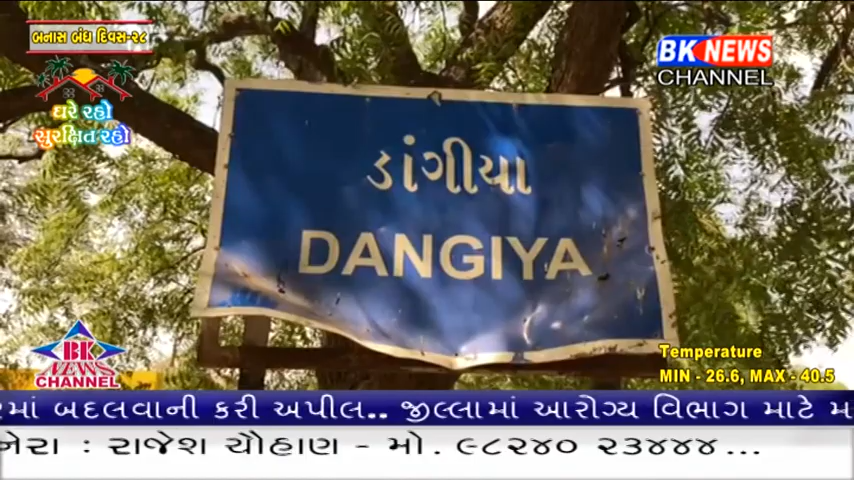 બનાસ બંધ દિવસ-૨૮
BK NEWS
CHANNEL
ઘરે રહો
સુરક્ષિત રહો
ડાંગીયા
DANGIYA
BK
NEWS
CHANNEL
Temperature
MIN - 26.6, MAX - 40.5
બદલવાની કરી અપીલ.. જીલ્લામાં આરોગ્ય વિભાગ માટે
: રાજેશ ચૌહાણ - મો. ૯૮૨૪૦ ૨૩૪૪૪...